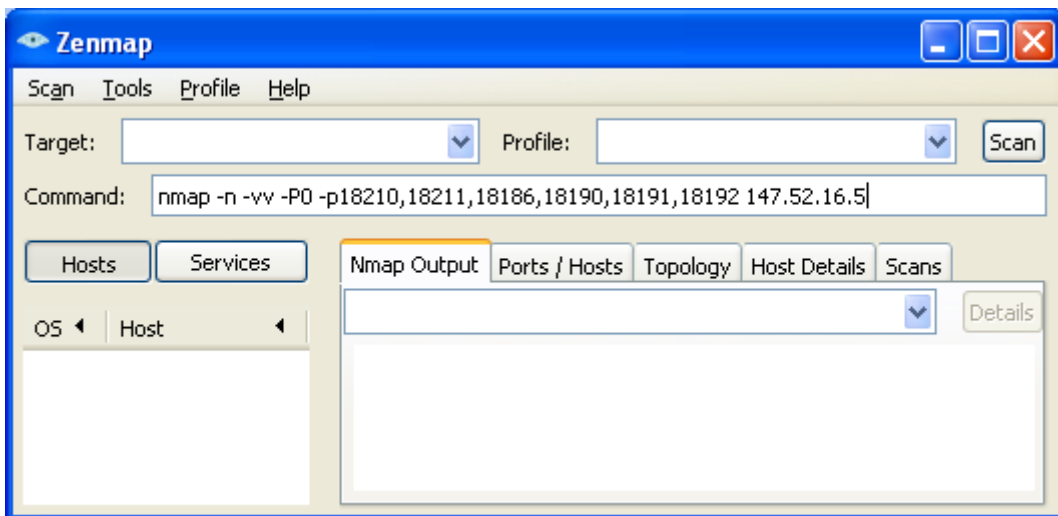 Zenmap
Scan Tools Profile Help
Target: Profile: Scan
Command: nmap -n -vv -P0 -p18210,18211,18186,18190,18191,18192 147.52.16.5
Hosts Services Nmap Output Ports / Hosts Topology Host Details Scans
Details
OS Host